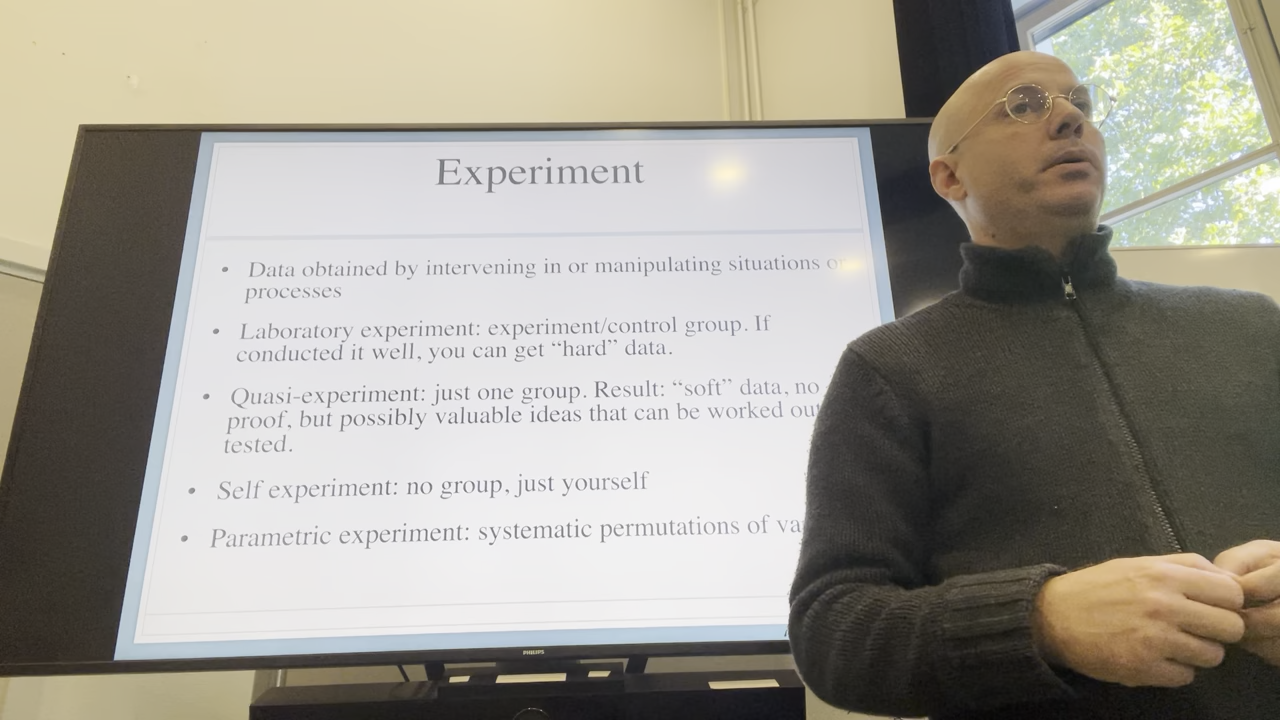 Experiment
• Data obtained by intervening in or manipulating situations or
processes
• Laboratory experiment: experiment/control group. If
conducted it well, you can get “hard” data.
• Quasi-experiment: just one group. Result: “soft” data, no
proof, but possibly valuable ideas that can be worked out
tested.
• Self experiment: no group, just yourself
• Parametric experiment: systematic permutations of
PHILIPS